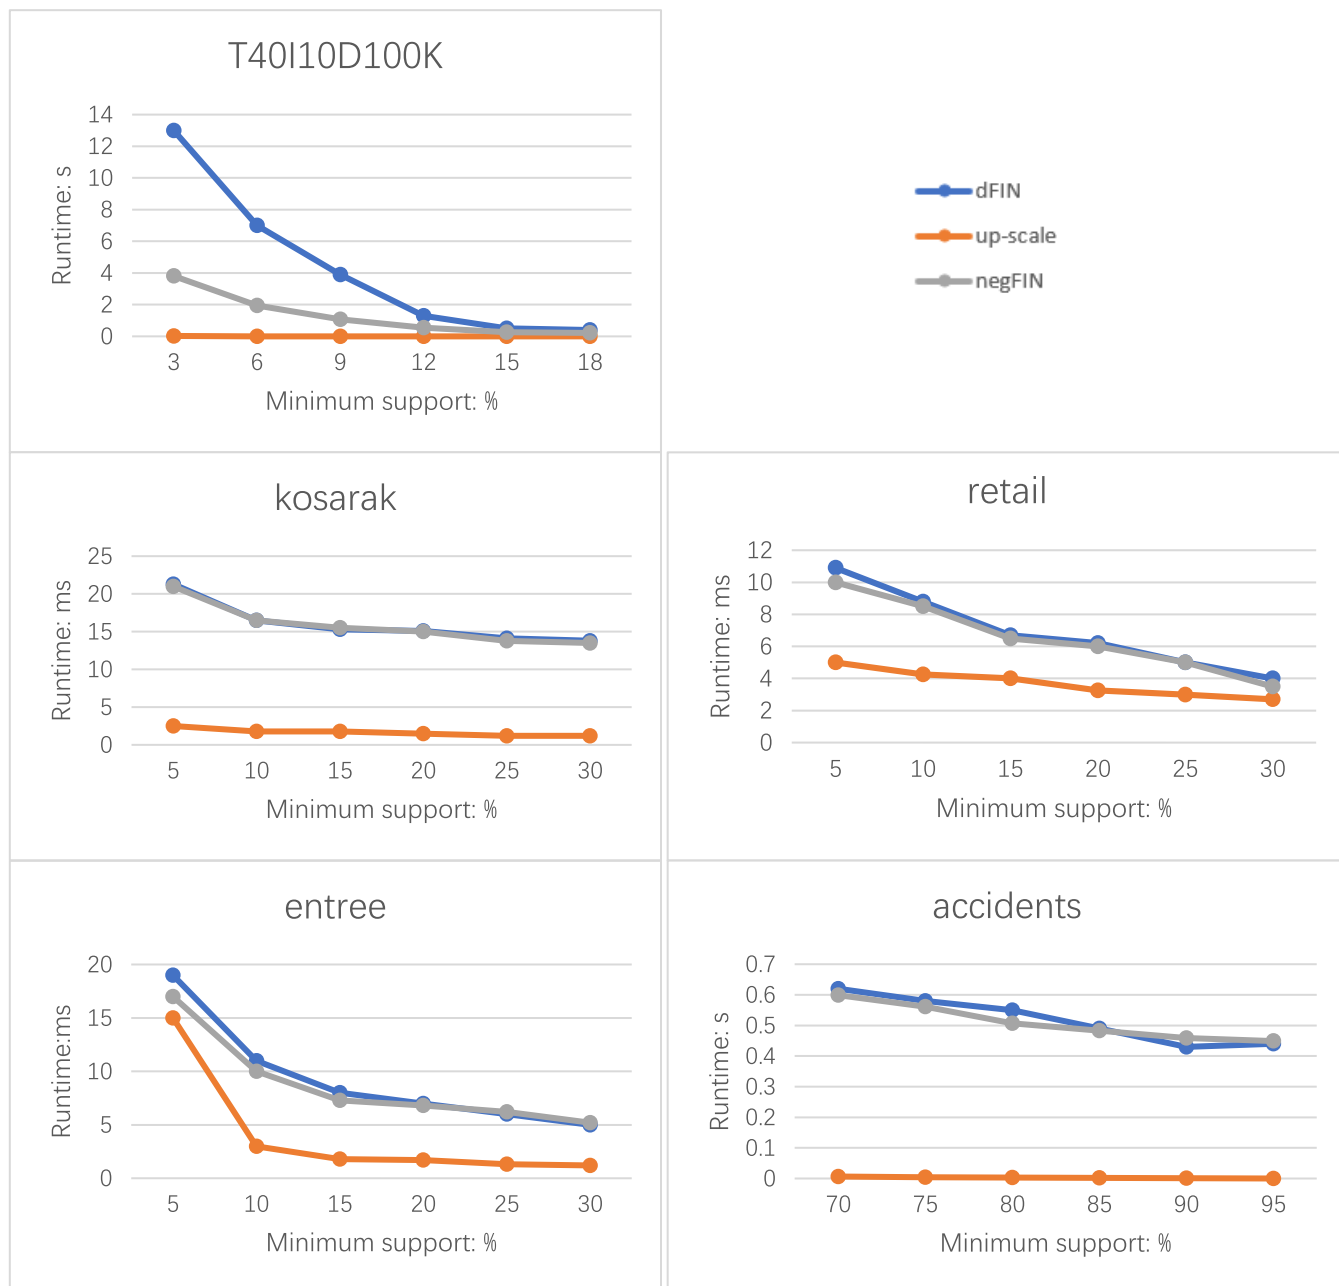 T40I10D100K
14
12
10
8
6
4
2
0
Runtime: s
3 6 9 12 15 18
Minimum support: %
dFIN
up-scale
negFIN
kosarak
25
20
15
10
5
0
Runtime: ms
5 10 15 20 25 30
Minimum support: %
retail
12
10
8
6
4
2
0
Runtime: ms
5 10 15 20 25 30
Minimum support: %
entree
20
15
10
5
0
Runtime:ms
5 10 15 20 25 30
Minimum support: %
accidents
0.7
0.6
0.5
0.4
0.3
0.2
0.1
0
Runtime: s
70 75 80 85 90 95
Minimum support: %